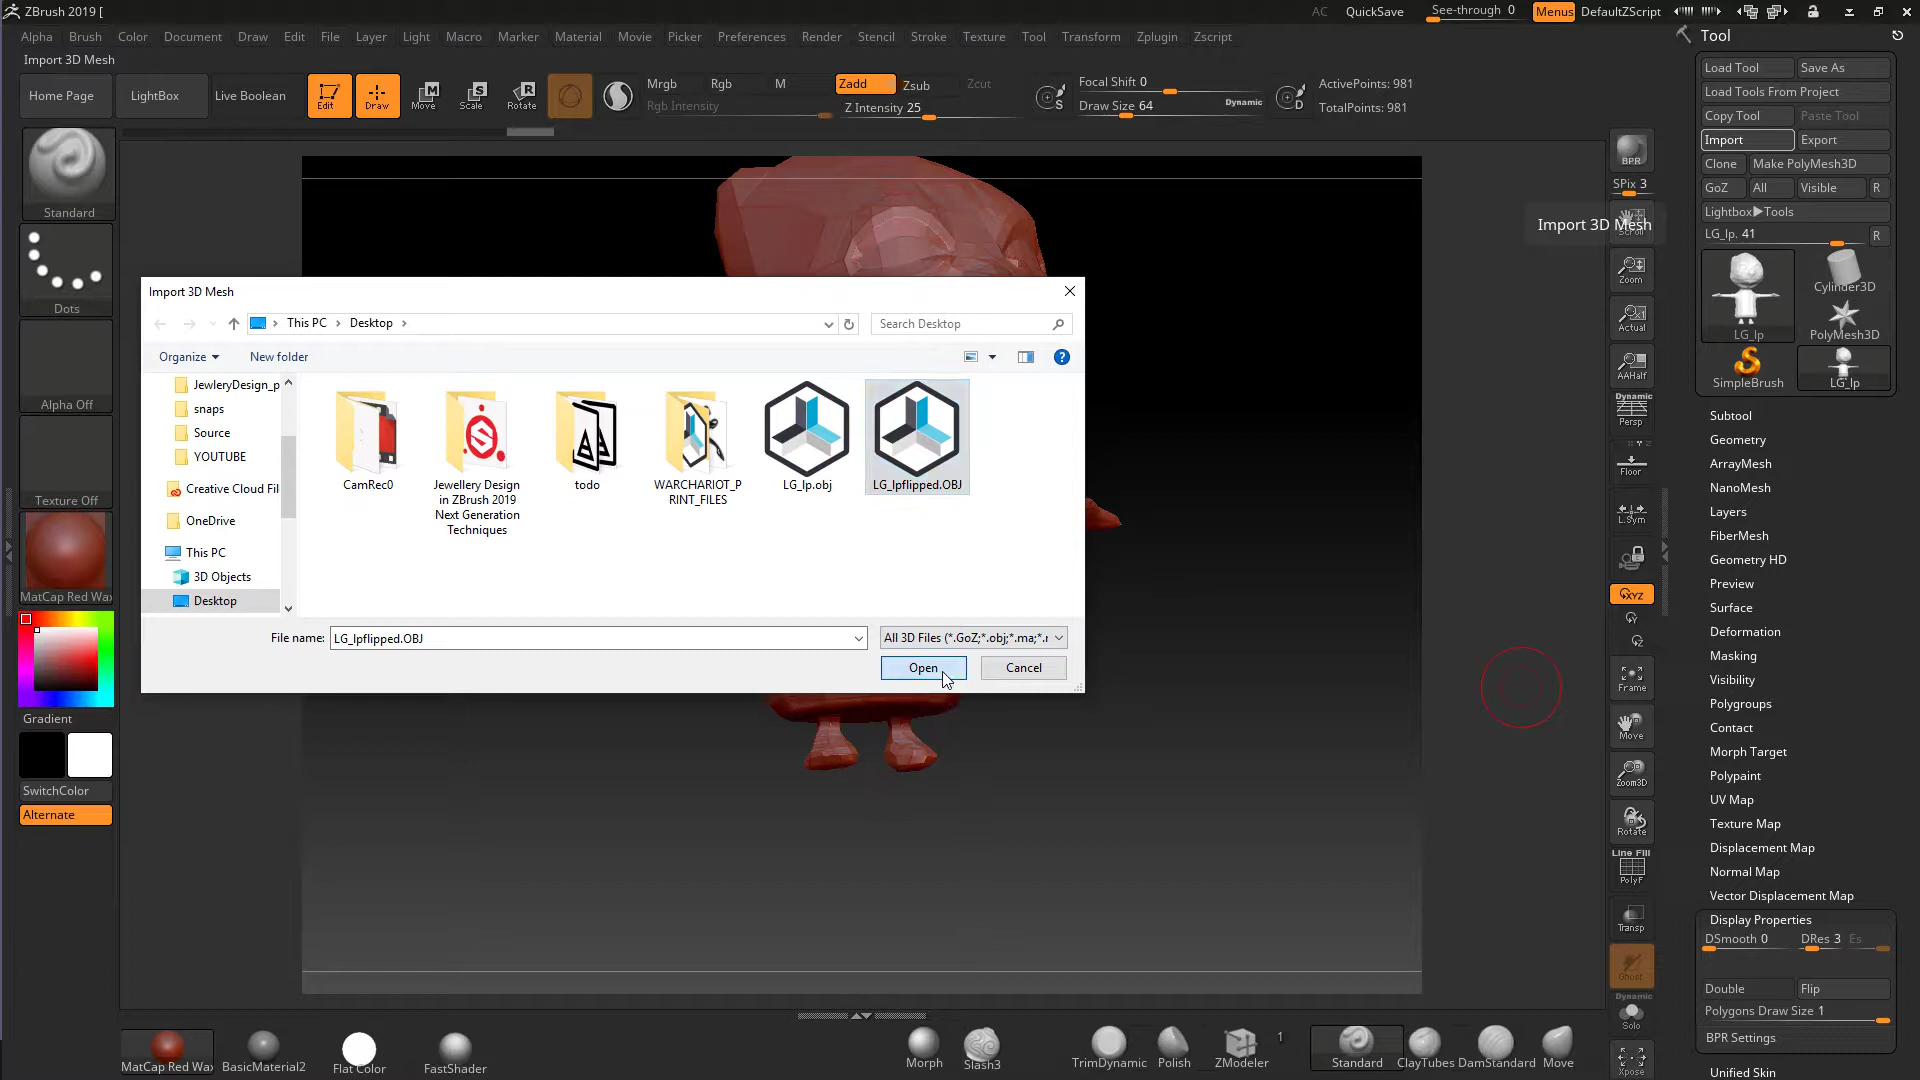 ZBrush 2019 [
AC QuickSave See-through 0 Menus DefaultZScript
Alpha Brush Color Document Draw Edit File Layer Light Macro Marker Material Movie Picker Preferences Render Stencil Stroke Texture Tool Transform Zplugin Zscript
Import 3D Mesh
Home Page LightBox Live Boolean Edit Draw Move Scale Rotate
Mrgb Rgb M Zadd Zsub Zcut
Rgb Intensity Z Intensity 25
Focal Shift 0
Draw Size 64 Dynamic
ActivePoints: 981
TotalPoints: 981
Standard
Dots
Alpha Off
Texture Off
MatCap Red Wax
Gradient
SwitchColor
Alternate
Import 3D Mesh
This PC Desktop Search Desktop
Organize New folder
JewleryDesign_p
snaps
Source
YOUTUBE
Creative Cloud Fil
OneDrive
This PC
3D Objects
Desktop
CamRec0
Jewellery Design
in ZBrush 2019
Next Generation
Techniques
todo
WARCHARIOT_P
RINT_FILES
LG_lp.obj
LG_lpflipped.OBJ
File name: LG_lpflipped.OBJ All 3D Files (*.GoZ;*.obj;*.ma;*.r
Open Cancel
Import 3D Mesh
BPR
SPix 3
Scroll
Zoom
Actual
AAHalf
Dynamic
Persp
Floor
L.Sym
XYZ
Frame
Move
Zoom3D
Rotate
Line Fill
PolyF
Transp
Ghost
Dynamic
Solo
Xpose
Tool
Load Tool Save As
Load Tools From Project
Copy Tool Paste Tool
Import Export
Clone Make PolyMesh3D
GoZ All Visible R
Lightbox▶Tools
LG_lp. 41 R
LG_lp
Cylinder3D
PolyMesh3D
SimpleBrush
LG_lp
Subtool
Geometry
ArrayMesh
NanoMesh
Layers
FiberMesh
Geometry HD
Preview
Surface
Deformation
Masking
Visibility
Polygroups
Contact
Morph Target
Polypaint
UV Map
Texture Map
Displacement Map
Normal Map
Vector Displacement Map
Display Properties
DSmooth 0 DRes 3 Es
Double Flip
Polygons Draw Size 1
BPR Settings
Unified Skin
MatCap Red Wax BasicMaterial2 Flat Color FastShader
Morph Slash3 TrimDynamic Polish ZModeler 1 Standard ClayTubes DamStandard Move